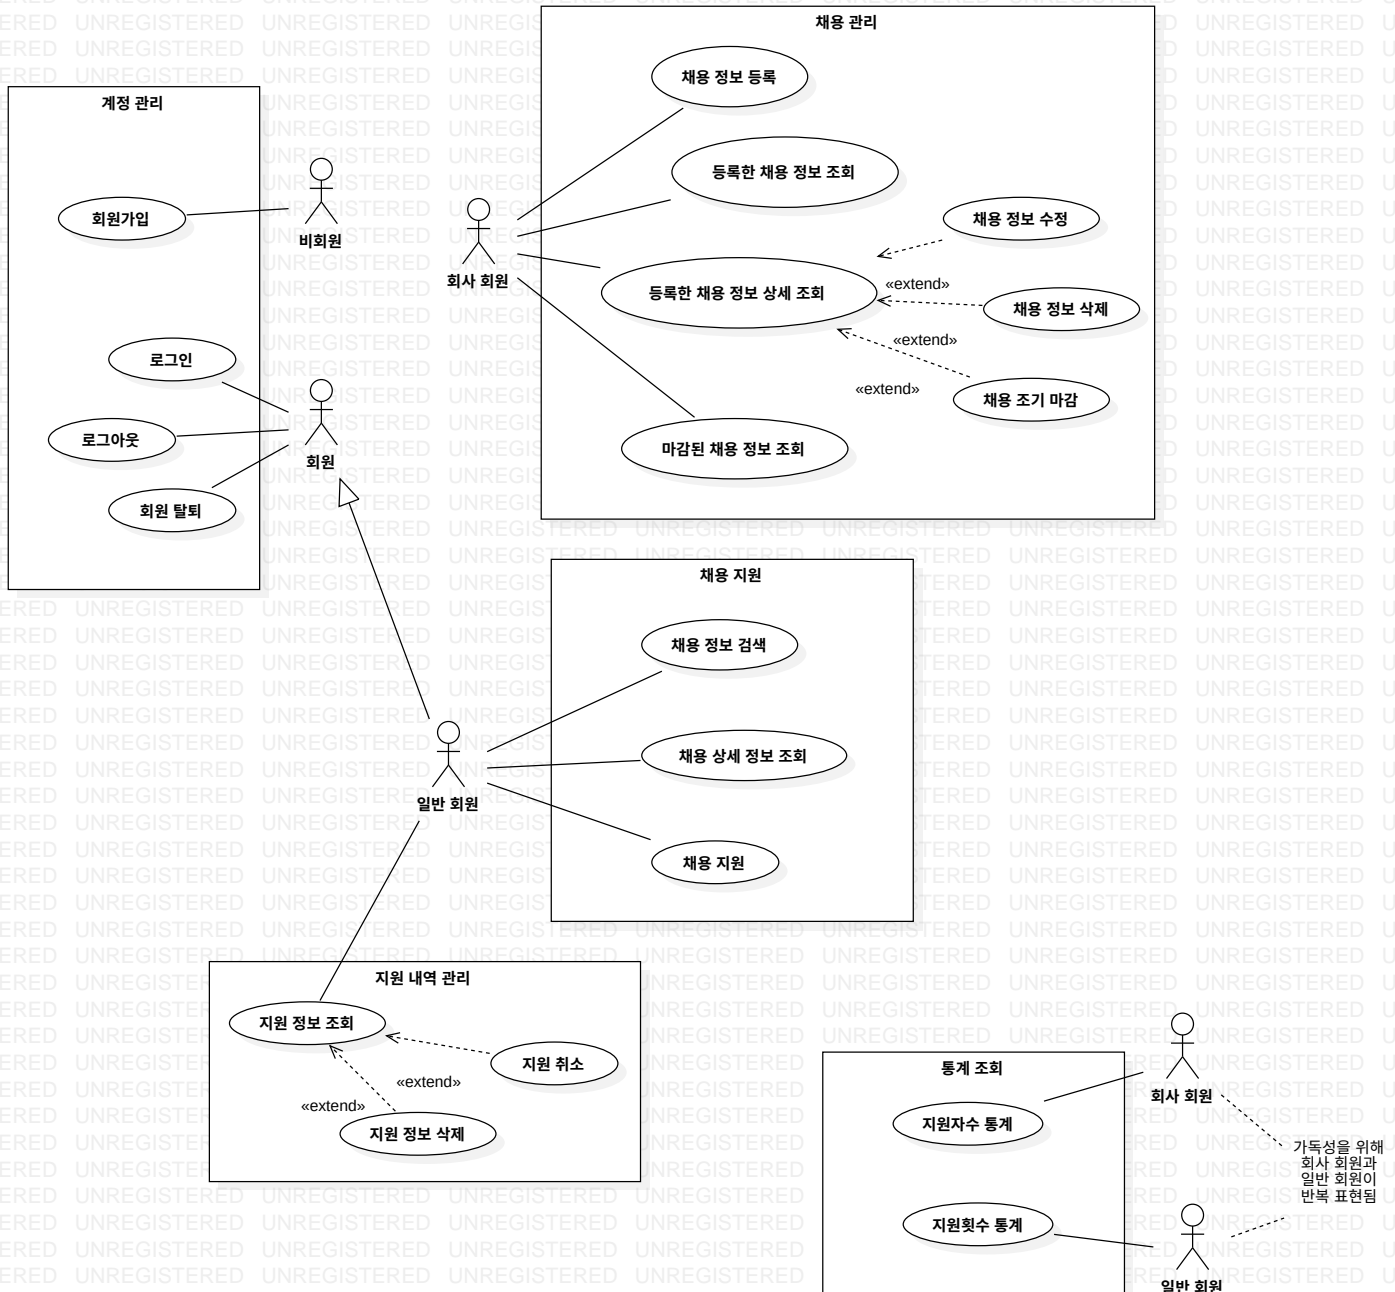 채용 관리
채용 정보 등록
계정 관리
등록한 채용 정보 조회
회원가입
비회원
채용 정보 수정
회사 회원
등록한 채용 정보 상세 조회
«extend»
채용 정보 삭제
«extend»
로그인
«extend»
채용 조기 마감
로그아웃
회원
마감된 채용 정보 조회
회원 탈퇴
채용 지원
채용 정보 검색
채용 상세 정보 조회
일반 회원
채용 지원
지원 내역 관리
지원 정보 조회
지원 취소
«extend»
«extend»
지원 정보 삭제
통계 조회
회사 회원
지원자수 통계
가독성을 위해
회사 회원과
일반 회원이
반복 표현됨
지원횟수 통계
일반 회원
UNREGISTERED